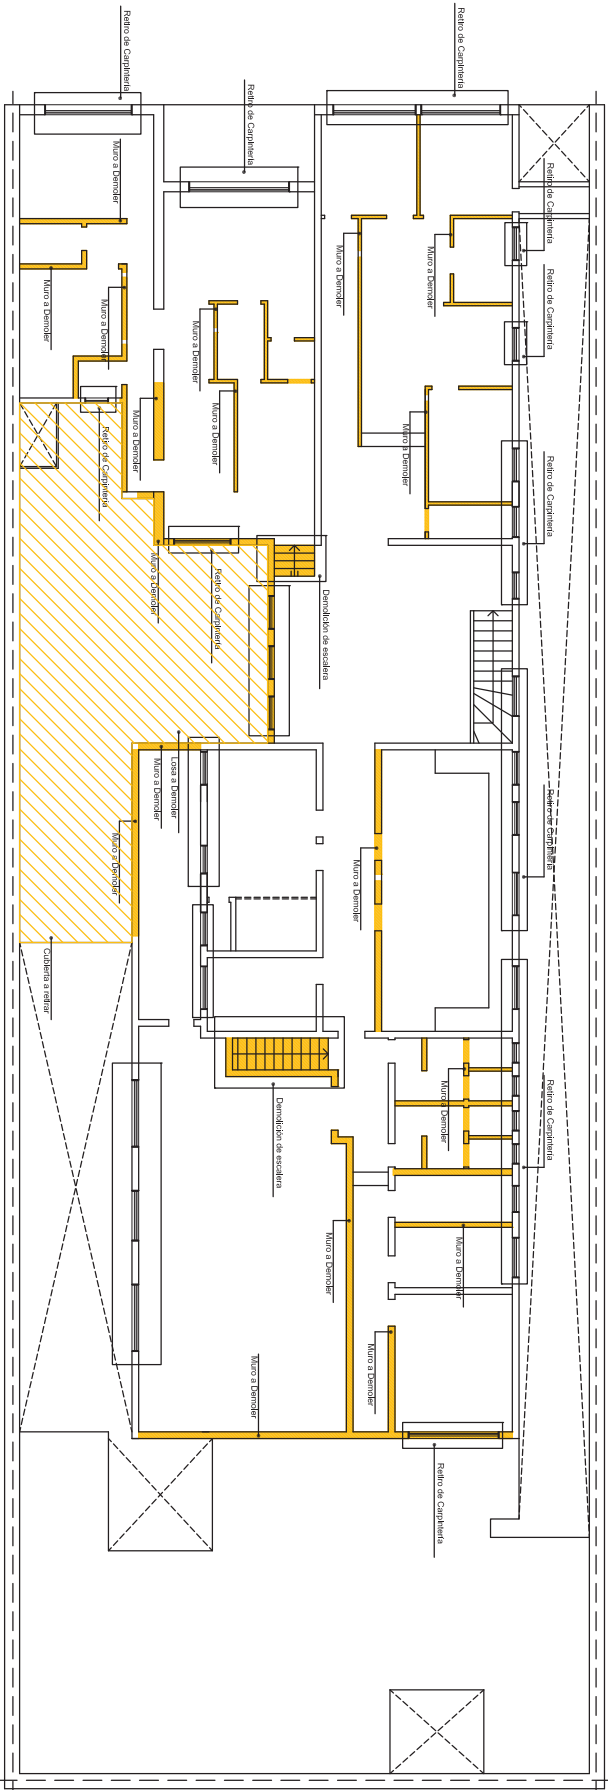 Retiro de Carpintería
Retiro de Carpintería
Retiro de Carpintería
Muro a Demoler
Retiro de Carpintería
Muro a Demoler
Muro a Demoler
Retiro de Carpintería
Muro a Demoler
Muro a Demoler
Muro a Demoler
Muro a Demoler
Muro a Demoler
Muro a Demoler
Retiro de Carpintería
Retiro de Carpintería
Muro a Demoler
Retiro de Carpintería
Demolición de escalera
Muro a Demoler
Losa a Demoler
Retiro de Carpintería
Muro a Demoler
Muro a Demoler
Cubierta a retirar
Muro a Demoler
Retiro de Carpintería
Demolición de escalera
Muro a Demoler
Muro a Demoler
Muro a Demoler
Muro a Demoler
Retiro de Carpintería